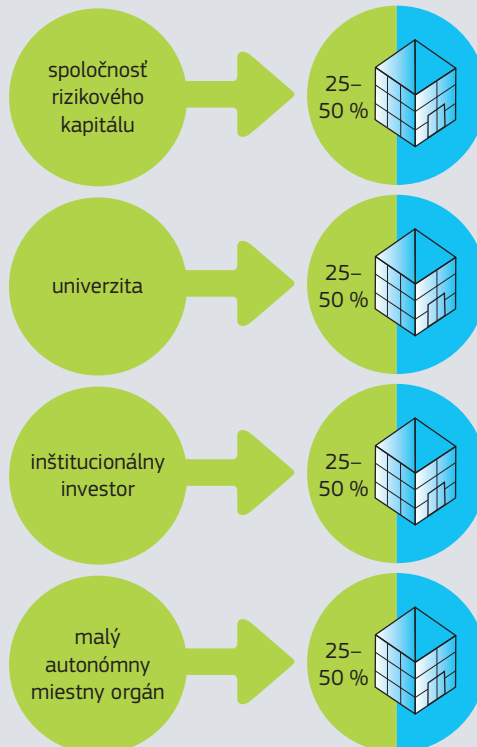 spoločnosť
rizikového
kapitálu
25–
50 %
univerzita
25–
50 %
inštitucionálny
investor
25–
50 %
malý
autonómny
miestny orgán
25–
50 %